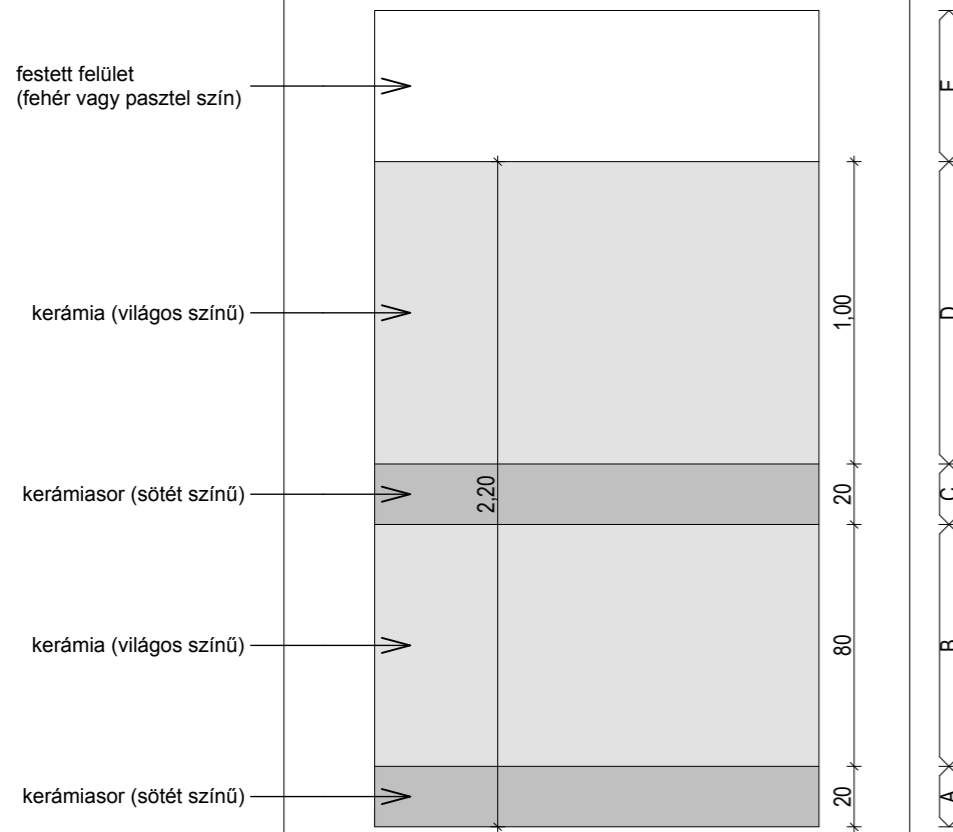 festett felület
(fehér vagy pasztel szín)
kerámia (világos színű)
kerámiasor (sötét színű)
kerámia (világos színű)
kerámiasor (sötét színű)
2,20
1,00
20
80
20
E
D
C
B
A